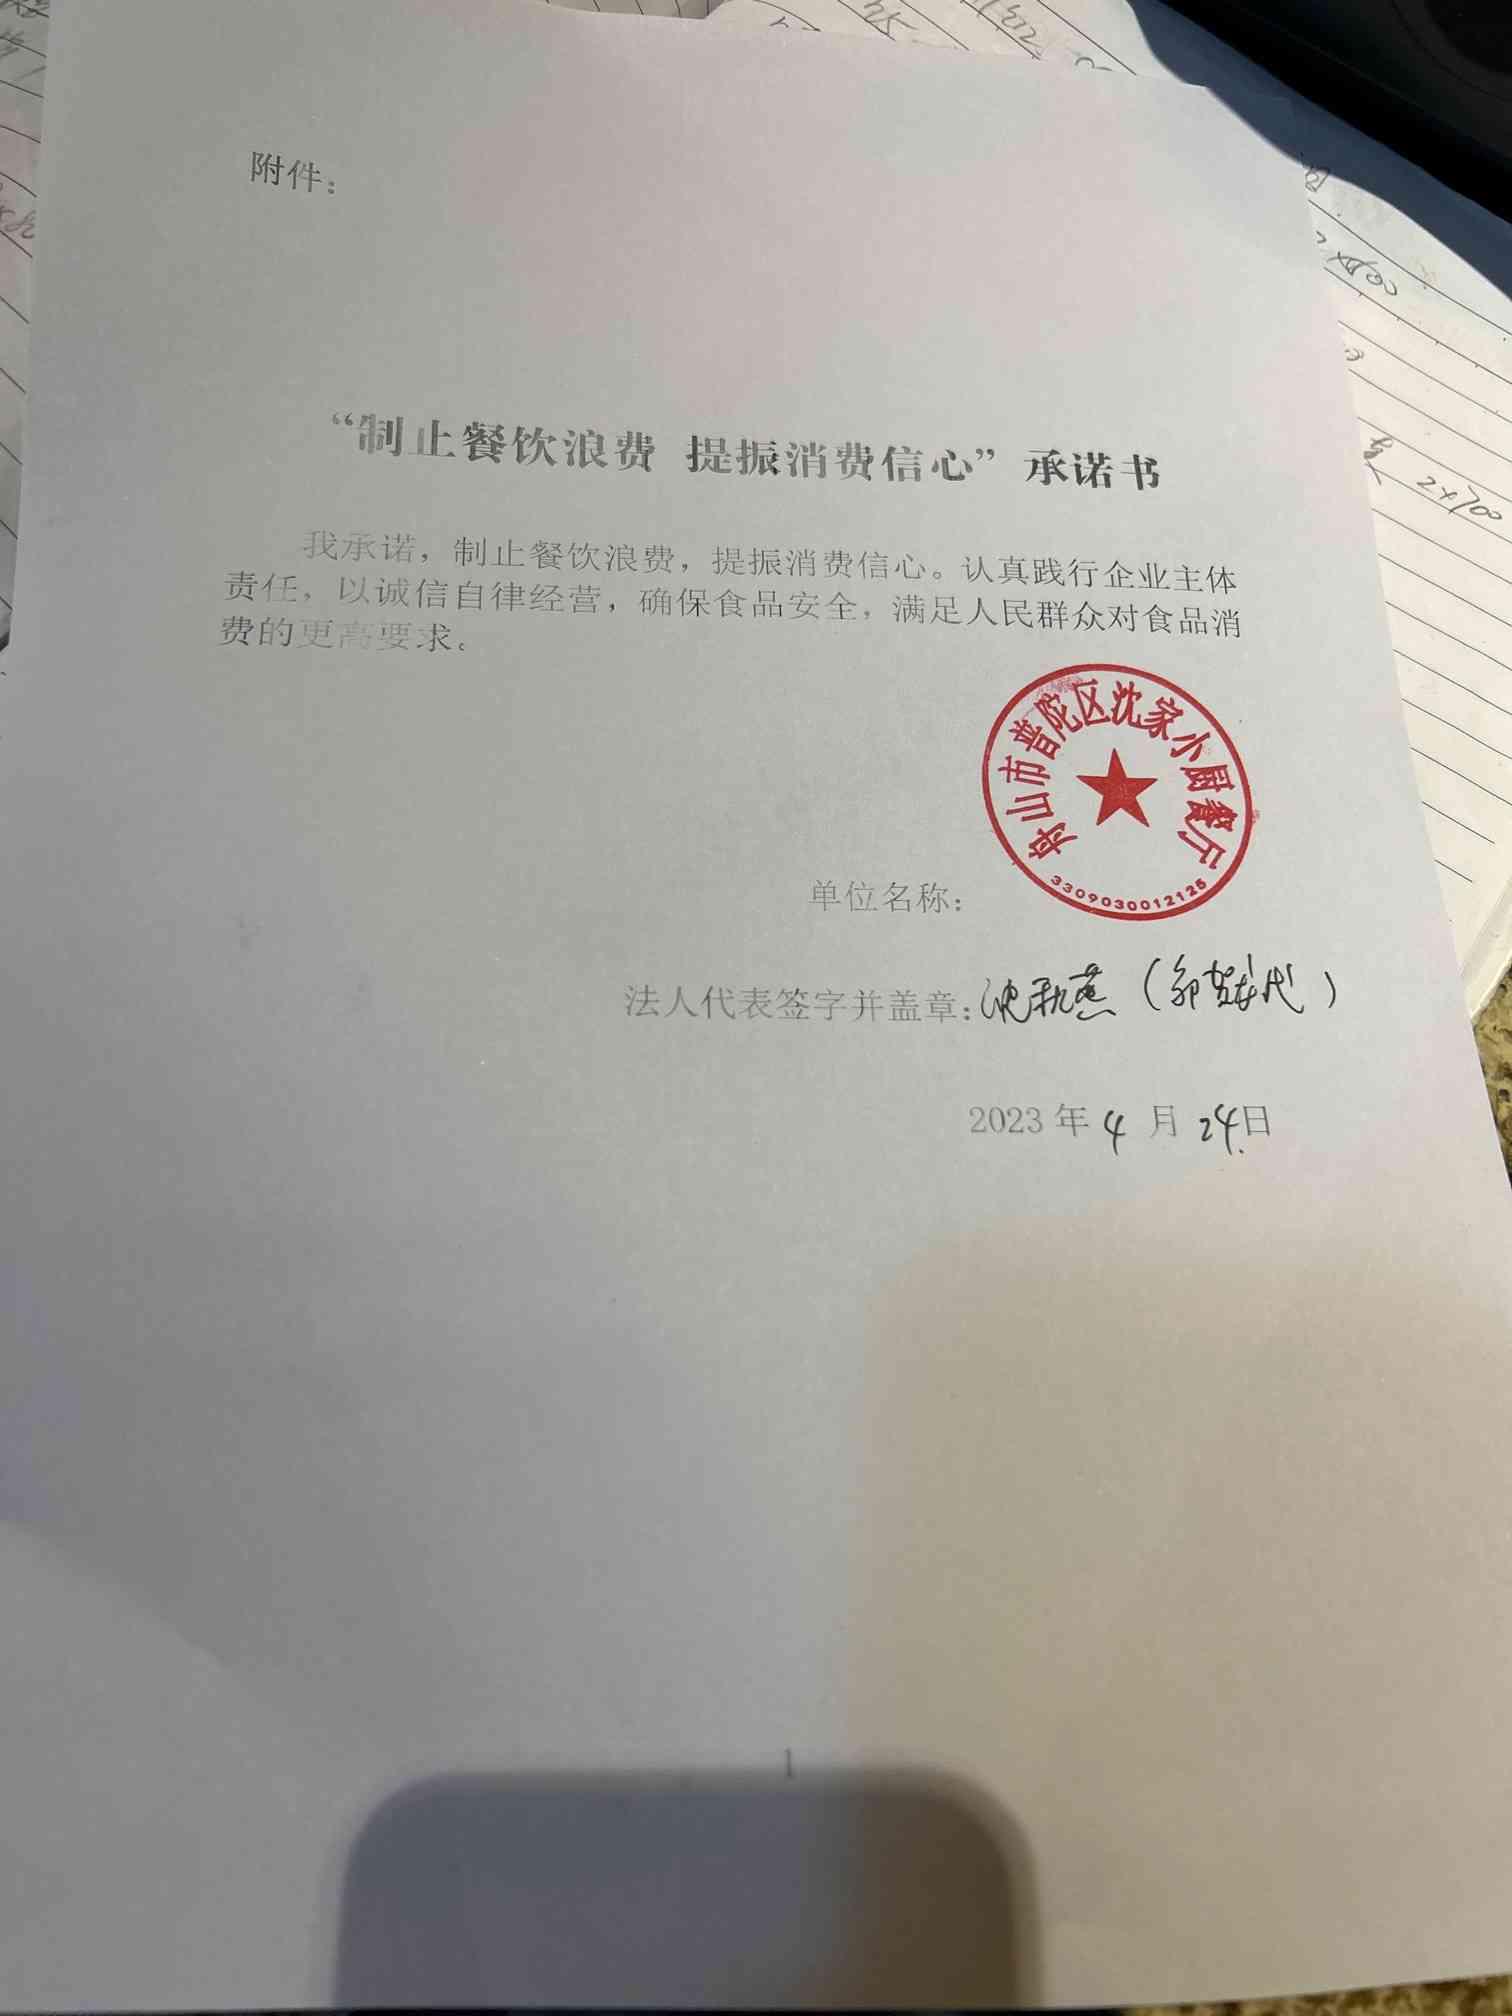 附件：
“制止餐饮浪费 提振消费信心”承诺书
我承诺，制止餐饮浪费，提振消费信心。认真践行企业主体
责任，以诚信自律经营，确保食品安全，满足人民群众对食品消
费的更高要求。
舟山市普陀区沈家小厨餐厅
3309030012125
单位名称：
法人代表签字并盖章：沈
2023 年 4 月 24日
1
2x700